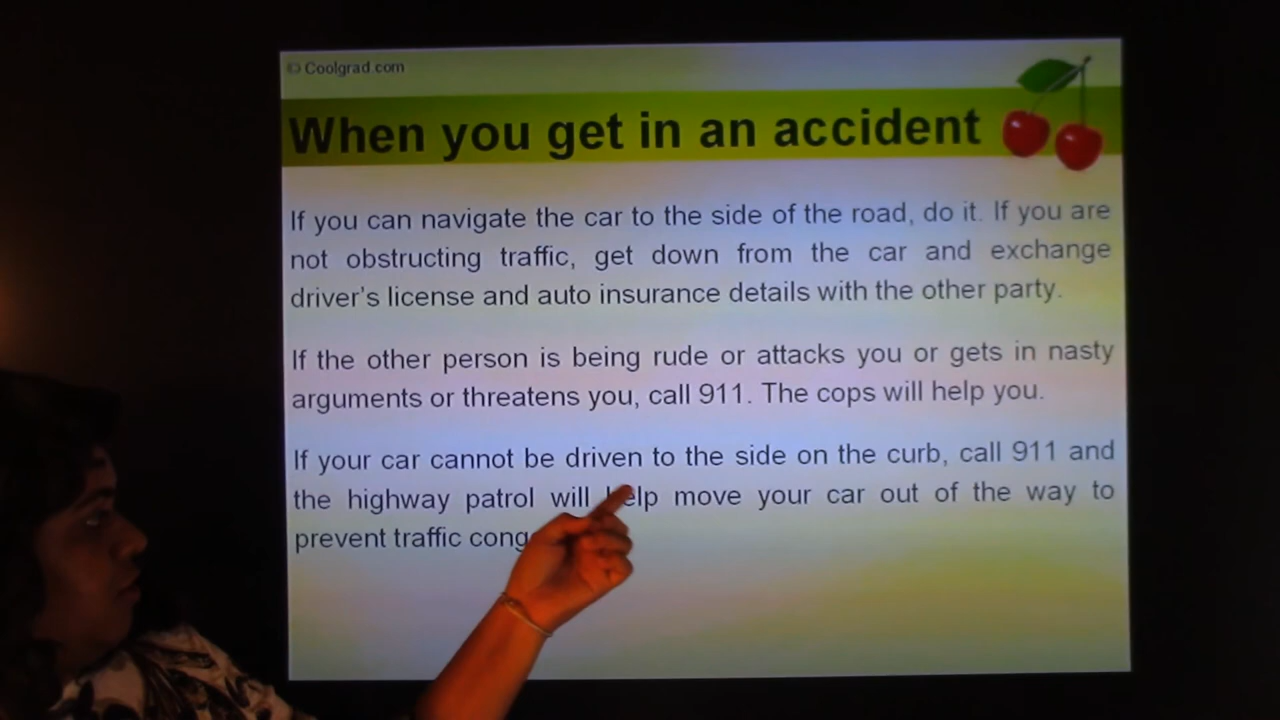 © Coolgrad.com
When you get in an accident
If you can navigate the car to the side of the road, do it. If you are
not obstructing traffic, get down from the car and exchange
driver's license and auto insurance details with the other party.
If the other person is being rude or attacks you or gets in nasty
arguments or threatens you, call 911. The cops will help you.
If your car cannot be driven to the side on the curb, call 911 and
the highway patrol will help move your car out of the way to
prevent traffic